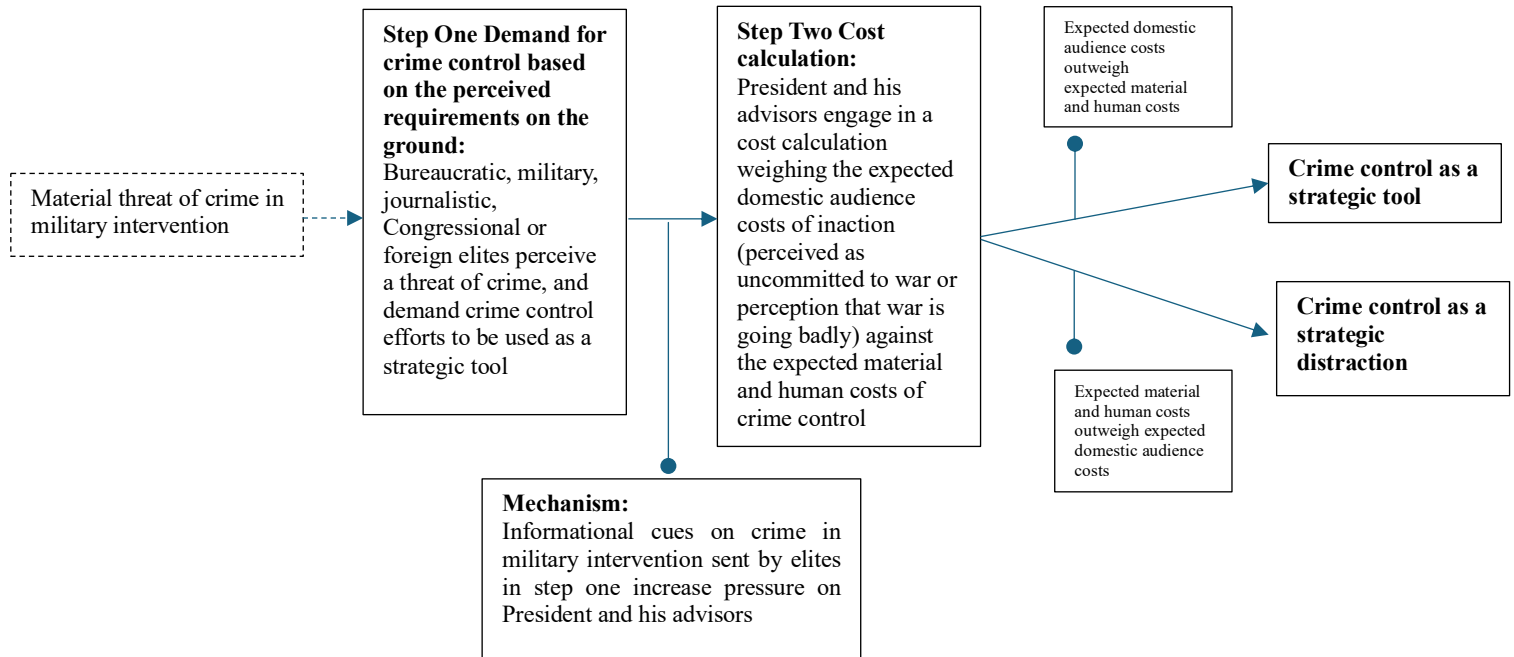 Material threat of crime in
military intervention
Step One Demand for
crime control based on
the perceived
requirements on the
ground:
Bureaucratic, military,
journalistic,
Congressional or
foreign elites perceive
a threat of crime, and
demand crime control
efforts to be used as a
strategic tool
Mechanism:
Informational cues on crime in
military intervention sent by elites
in step one increase pressure on
President and his advisors
Step Two Cost
calculation:
President and his
advisors engage in a
cost calculation
weighing the expected
domestic audience
costs of inaction
(perceived as
uncommitted to war or
perception that war is
going badly) against
the expected material
and human costs of
crime control
Expected domestic
audience costs
outweigh
expected material
and human costs
Crime control as a
strategic tool
Expected material
and human costs
outweigh expected
domestic audience
costs
Crime control as a
strategic
distraction